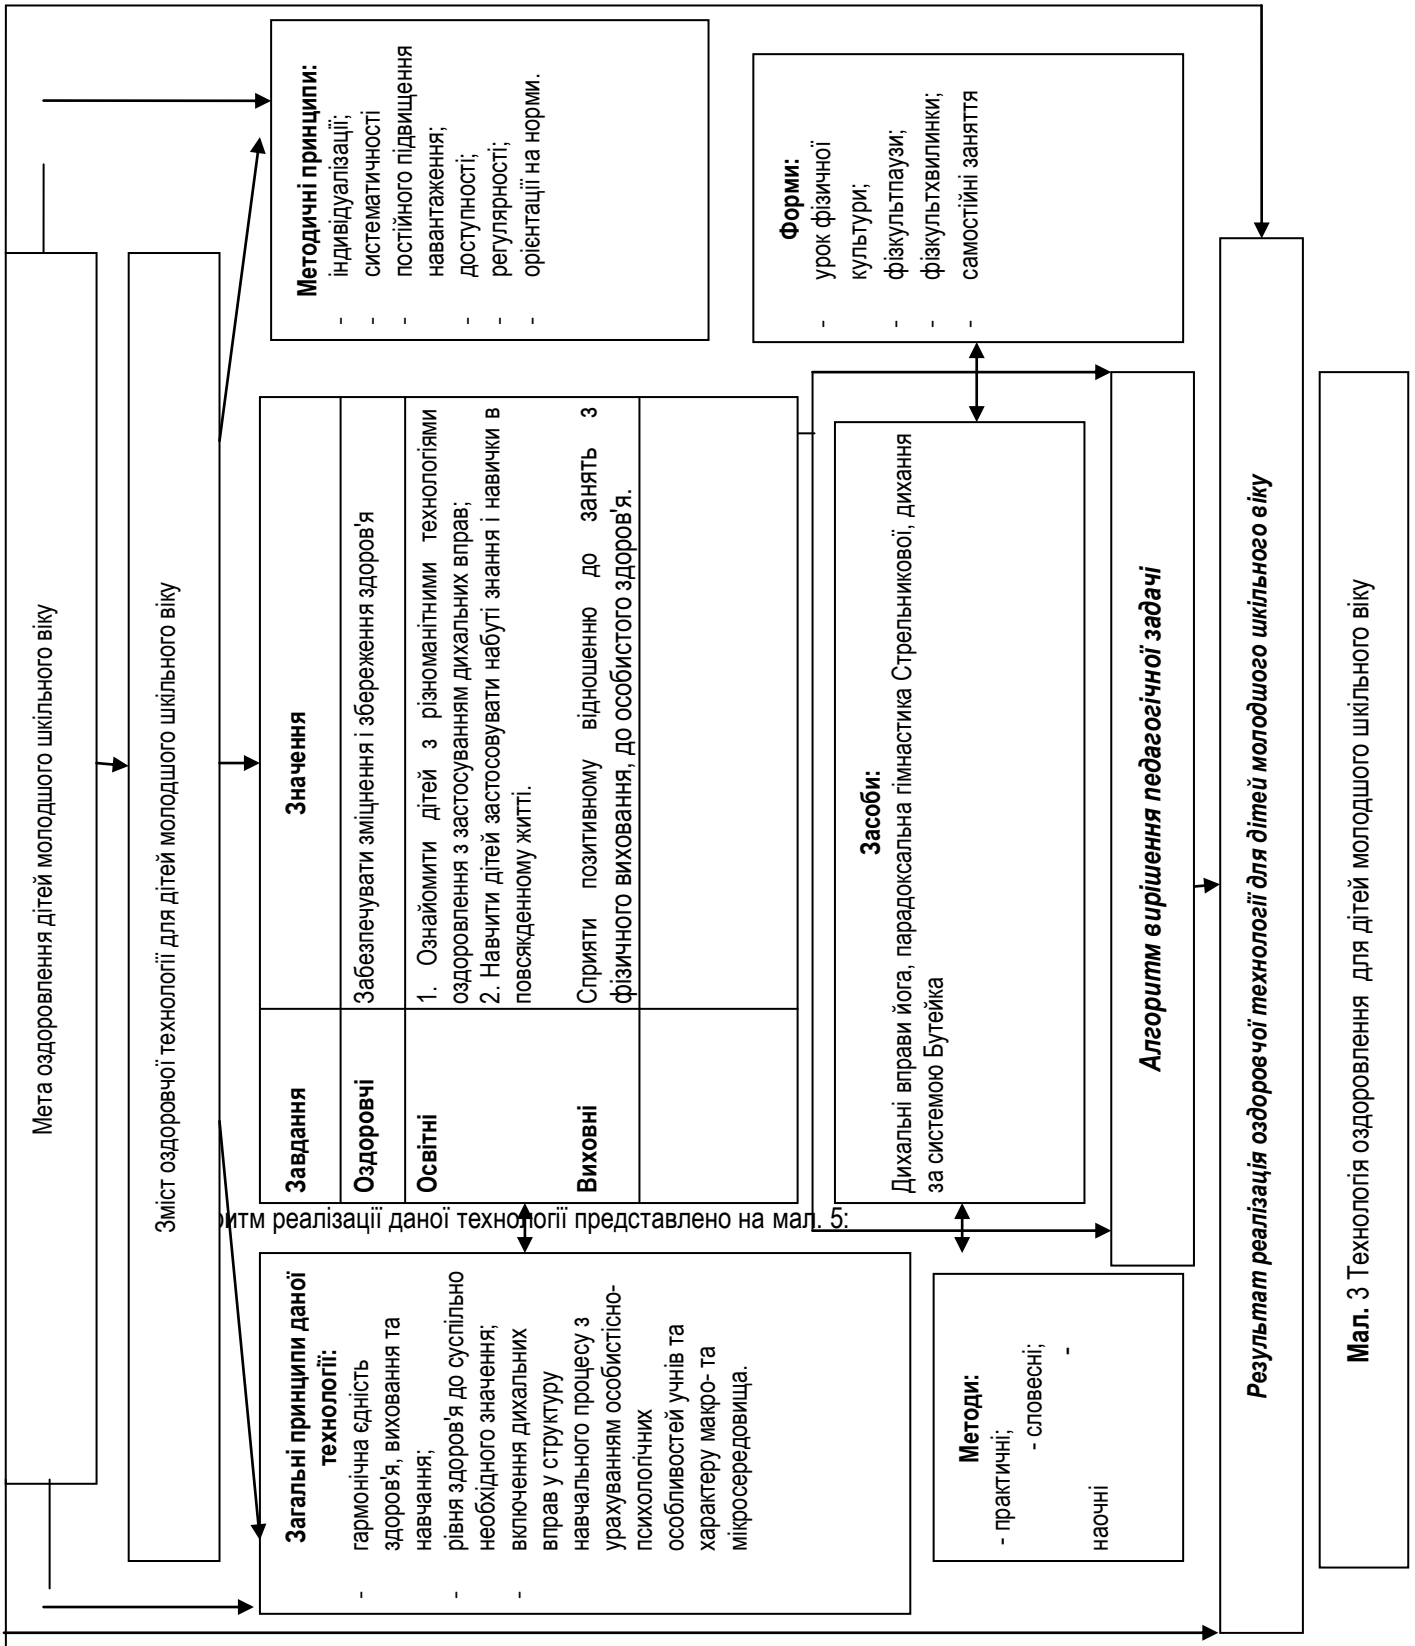 Мета оздоровлення дітей молодшого шкільного віку
Зміст оздоровчої технології для дітей молодшого шкільного віку
Загальні принципи даної
технології:
- гармонічна єдність
здоров'я, виховання та
навчання;
- рівня здоров'я до суспільно
необхідного значення;
- включення дихальних
вправ у структуру
навчального процесу з
урахуванням особистісно-
психологічних
особливостей учнів та
характеру макро- та
мікросередовища.
Завдання
Значення
Оздоровчі
Забезпечувати зміцнення і збереження здоров'я
Освітні
1. Ознайомити дітей з різноманітними технологіями
оздоровлення з застосуванням дихальних вправ;
2. Навчити дітей застосовувати набуті знання і навички в
повсякденному житті.
Виховні
Сприяти позитивному відношенню до занять з
фізичного виховання, до особистого здоров'я.
Методичні принципи:
- індивідуалізації;
- систематичності
- постійного підвищення
навантаження;
- доступності;
- регулярності;
- орієнтації на норми.
ритм реалізації даної технології представлено на мал. 5:
Методи:
- практичні;
- словесні;
-
наочні
Засоби:
Дихальні вправи йога, парадоксальна гімнастика Стрельникової, дихання
за системою Бутейка
Форми:
- урок фізичної
культури;
- фізкультпаузи;
- фізкультхвилинки;
- самостійні заняття
Алгоритм вирішення педагогічної задачі
Результат реалізація оздоровчої технології для дітей молодшого шкільного віку
Мал. 3 Технологія оздоровлення для дітей молодшого шкільного віку